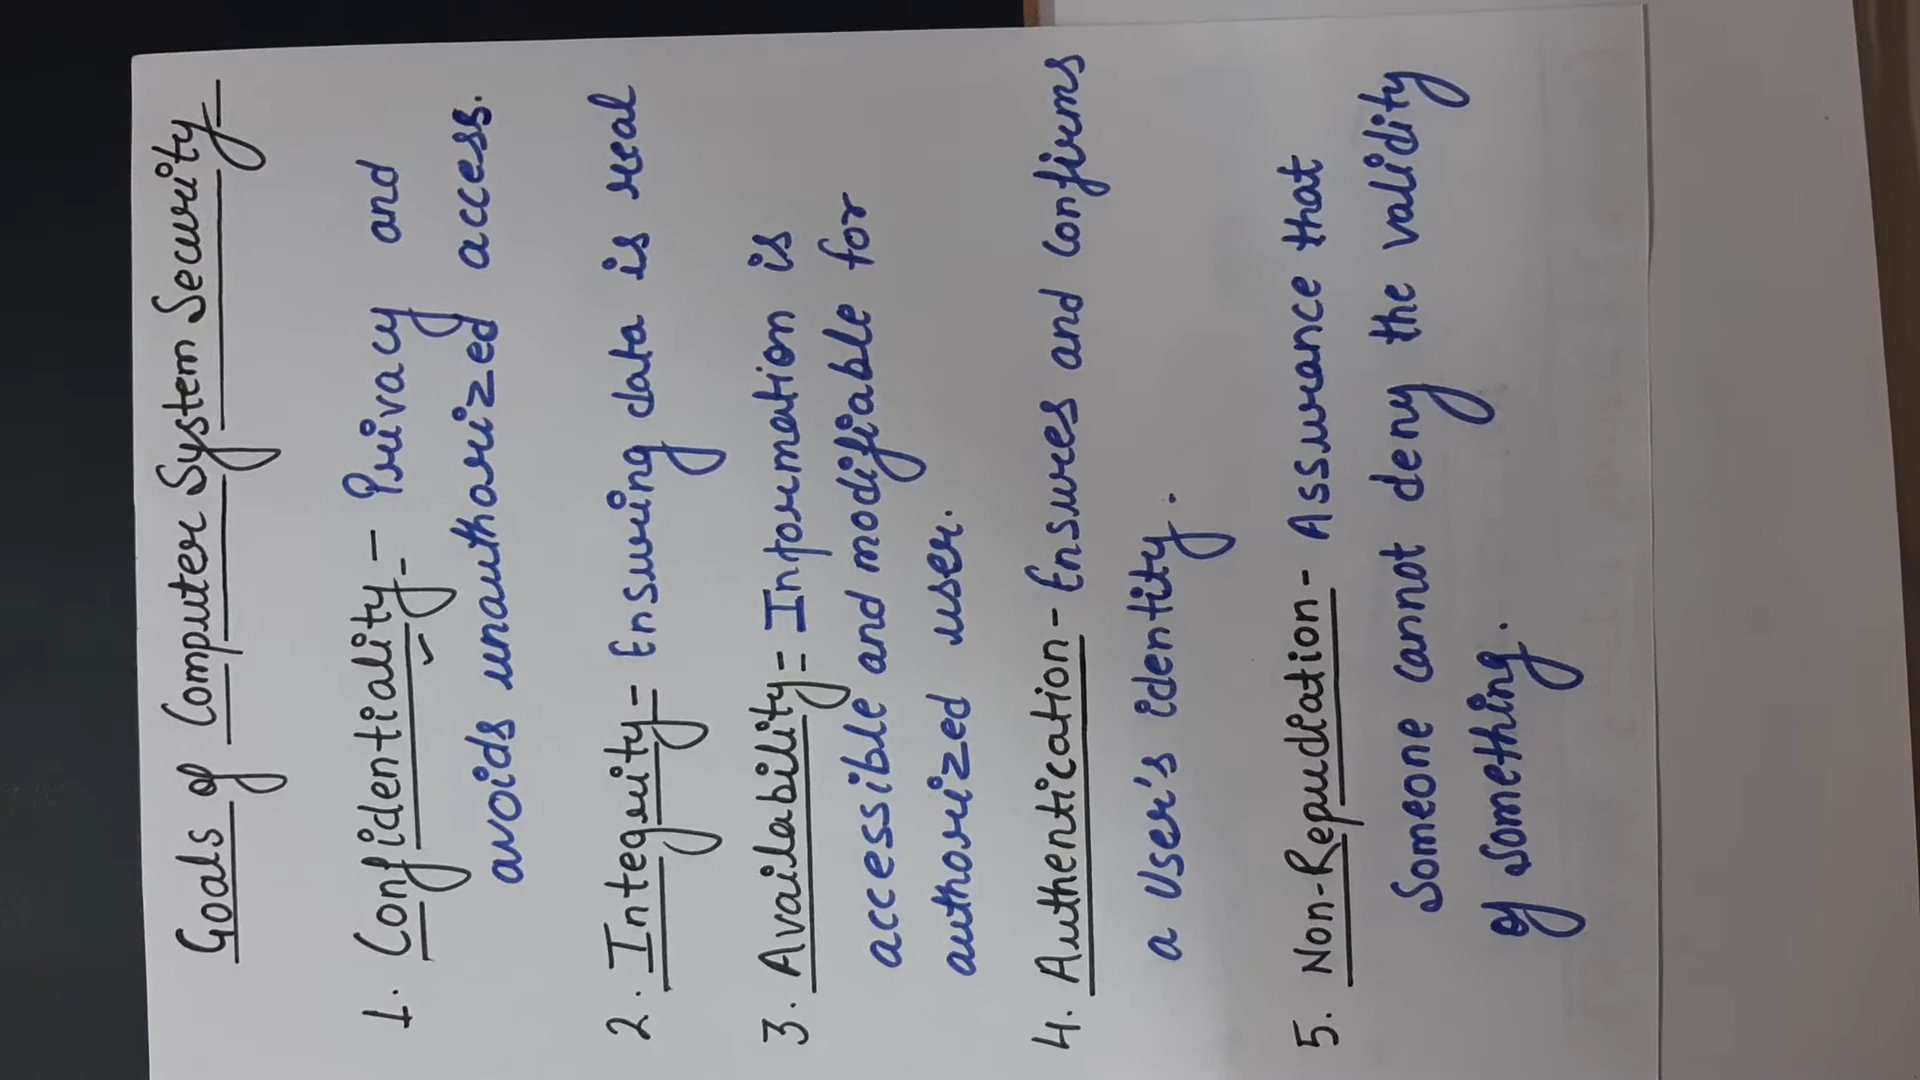 Goals of Computer System Security
1. Confidentiality - Privacy and
avoids unauthorized access.
2. Integrity = Ensuring data is real
3. Availability = Information is
accessible and modifiable for
authorized user.
4. Authentication - Ensures and confirms
a user's identity.
5. Non-Repudiation - Assurance that
someone cannot deny the validity
of something.